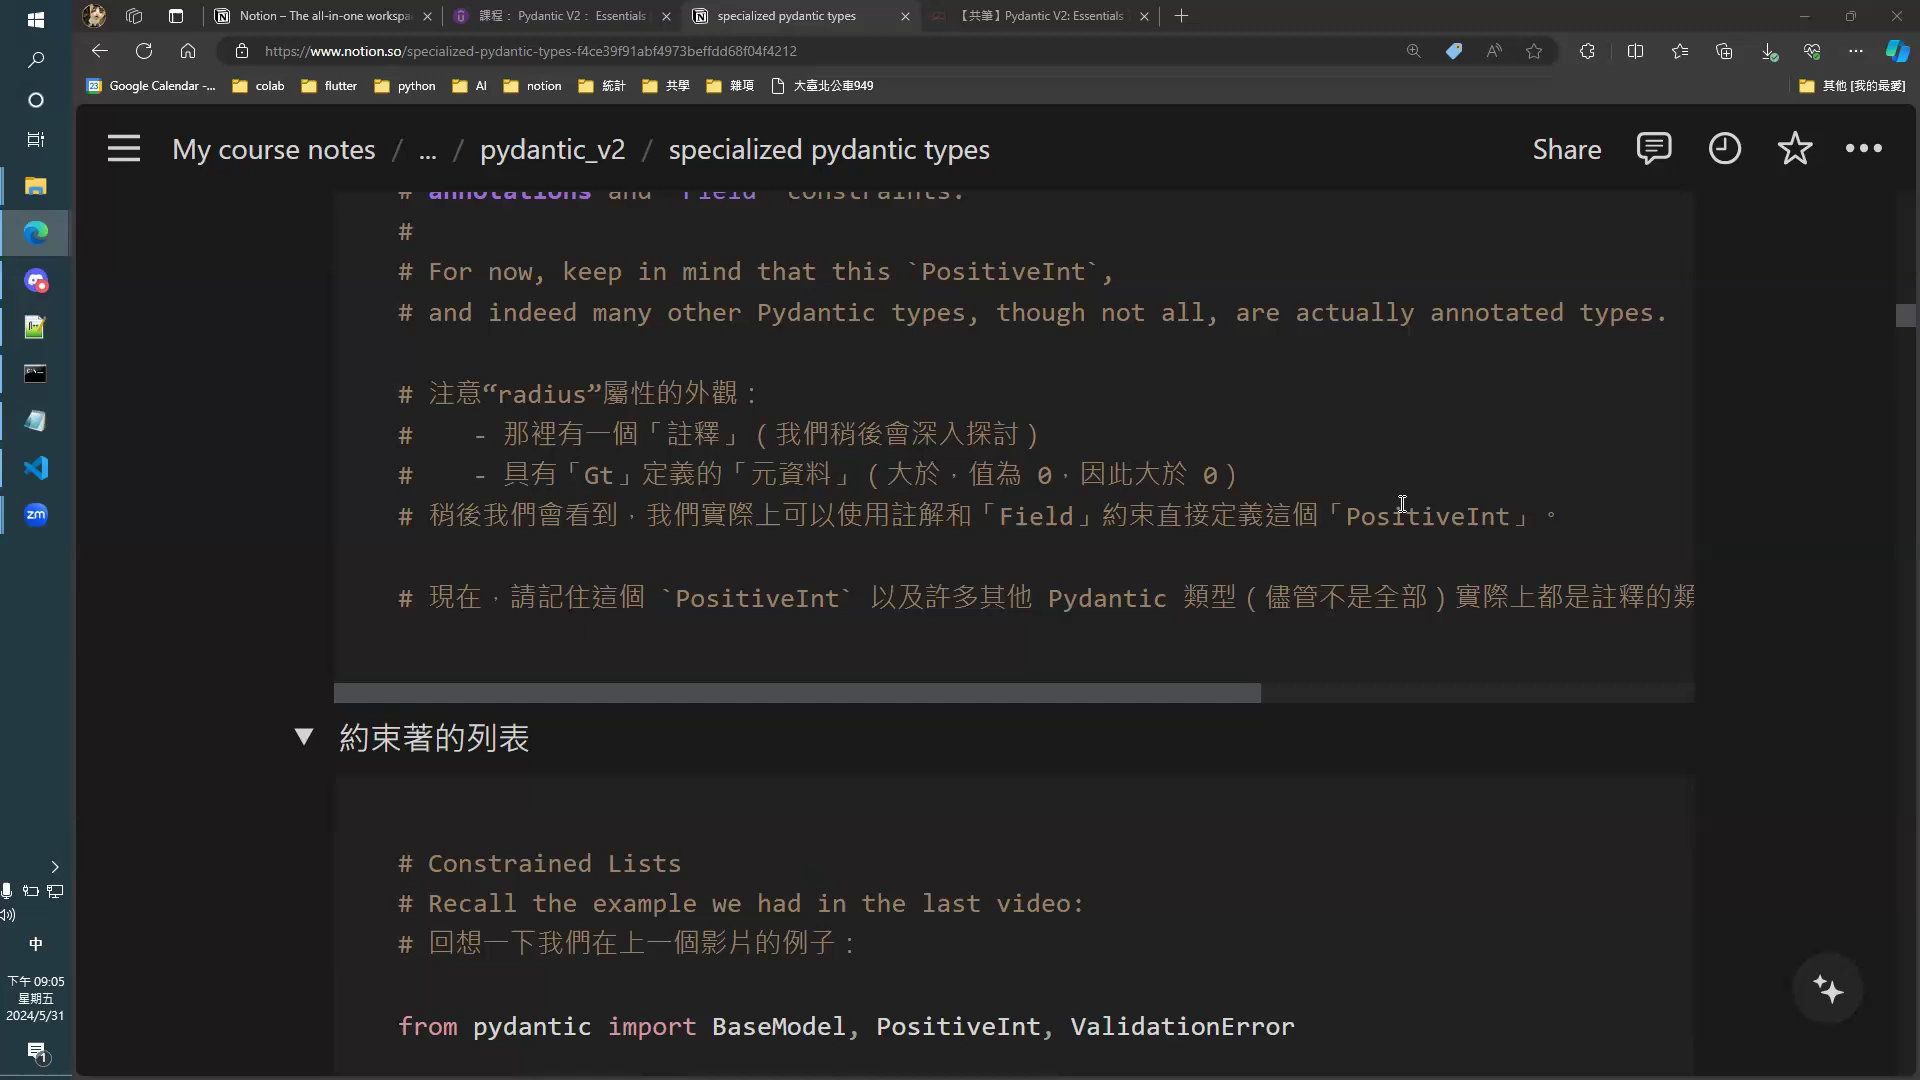 Notion – The all-in-one workspa
課程： Pydantic V2： Essentials
specialized pydantic types
【共筆】Pydantic V2: Essentials
https://www.notion.so/specialized-pydantic-types-f4ce39f91abf4973beffdd68f04f4212
Google Calendar -...
colab
flutter
python
AI
notion
統計
共學
雜項
大臺北公車949
其他 [我的最愛]
My course notes / ... / pydantic_v2 / specialized pydantic types
Share
# annotations and `Field` constraints.
#
# For now, keep in mind that this `PositiveInt`,
# and indeed many other Pydantic types, though not all, are actually annotated types.
# 注意“radius”屬性的外觀：
#    - 那裡有一個「註釋」（我們稍後會深入探討）
#    - 具有「Gt」定義的「元資料」（大於，值為 0，因此大於 0）
# 稍後我們會看到，我們實際上可以使用註解和「Field」約束直接定義這個「PositiveInt」。
# 現在，請記住這個 `PositiveInt` 以及許多其他 Pydantic 類型（儘管不是全部）實際上都是註釋的類
約束著的列表
# Constrained Lists
# Recall the example we had in the last video:
# 回想一下我們在上一個影片的例子：
from pydantic import BaseModel, PositiveInt, ValidationError
zm
中
下午 09:05
星期五
2024/5/31
1